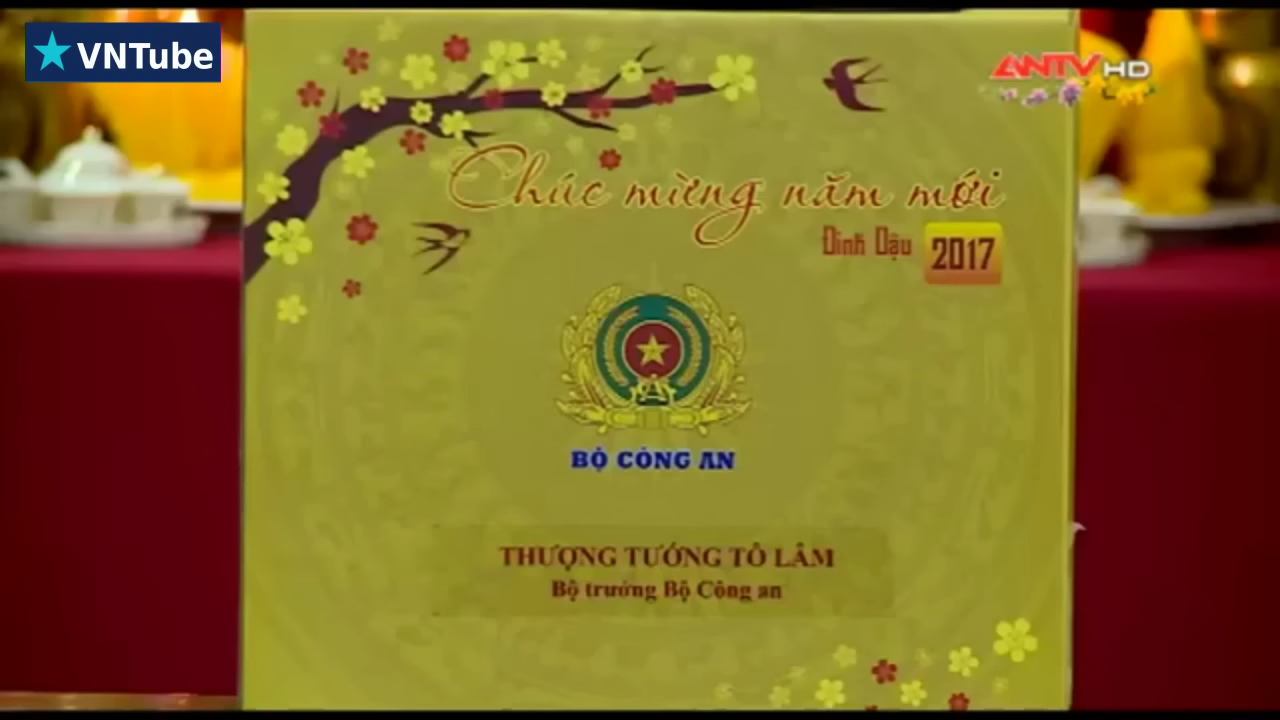 VNTube
ANTV HD
Chúc mừng năm mới
Đinh Dậu 2017
BỘ CÔNG AN
THƯỢNG TƯỚNG TÔ LÂM
Bộ trưởng Bộ Công an